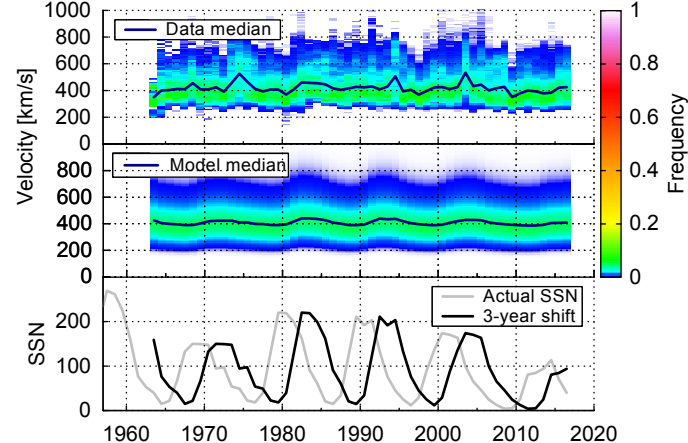 1000
800
600
400
200
0
Velocity [km/s]
Data median
1
0.8
0.6
0.4
0.2
0
Frequency
800
600
400
200
0
Model median
200
100
0
SSN
Actual SSN
3-year shift
1960 1970 1980 1990 2000 2010 2020